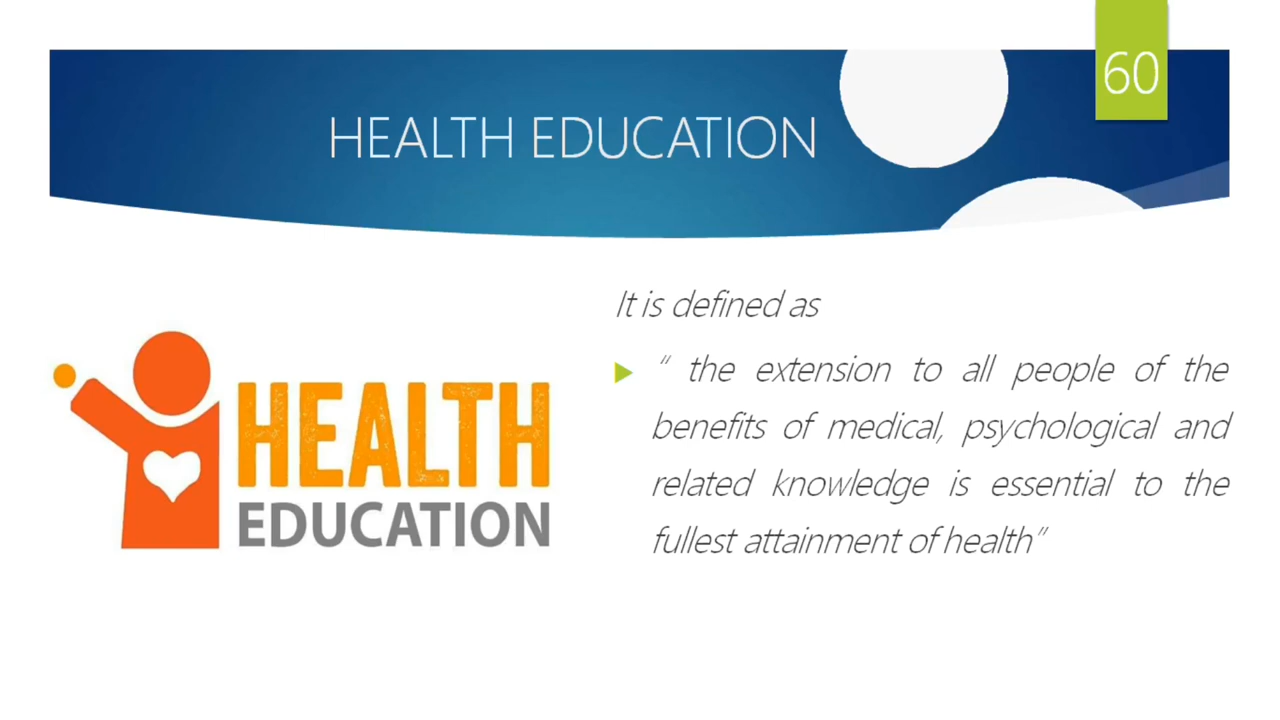 60
HEALTH EDUCATION
It is defined as
“ the extension to all people of the
benefits of medical, psychological and
related knowledge is essential to the
fullest attainment of health”
HEALTH
EDUCATION